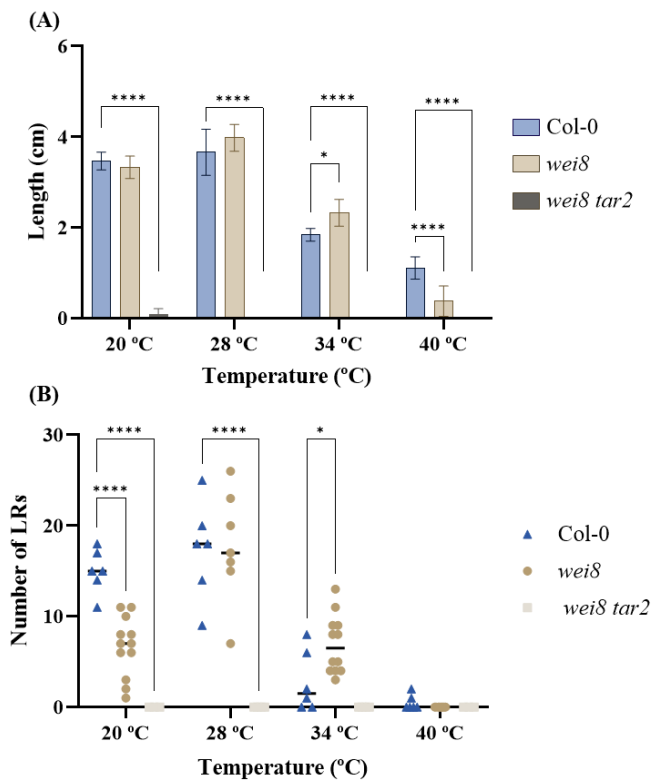 (A)
6
4
2
0
Length (cm)
**** **** **** ****
*
****
20 ºC 28 ºC 34 ºC 40 ºC
Temperature (ºC)
Col-0
wei8
wei8 tar2
(B)
30
20
10
0
Number of LRs
**** **** *
****
20 ºC 28 ºC 34 ºC 40 ºC
Temperature (ºC)
Col-0
wei8
wei8 tar2